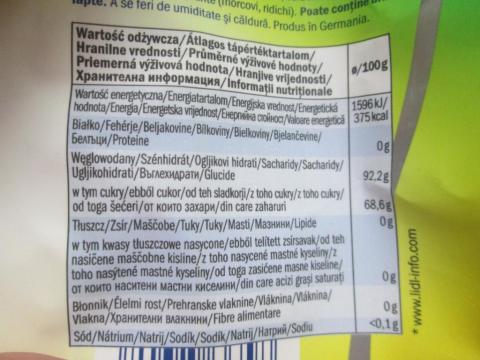 (morcovi, ridichi). Poate conține
lapte. A se feri de umiditate și căldură. Produs în Germania.
Wartość odżywcza/Átlagos tápértéktartalom/
Hranilne vrednosti/Průměrné výživové hodnoty/
Priemerná výživová hodnota/Hranjive vrijednosti/
Хранителна информация/Informații nutriționale
ø/100g
Wartość energetyczna/Energiatartalom/Energijska vrednost/Energetická
hodnota/Energia/Energetska vrijednost/Енергийна стойност/Valoare energetică
1596 kJ/
375 kcal
Białko/Fehérje/Beljakovine/Bílkoviny/Bielkoviny/Bjelančevine/
Белтъци/Proteine
0g
Węglowodany/Szénhidrát/Ogljikovi hidrati/Sacharidy/Sacharidy/
Ugljikohidrati/Въглехидрати/Glucide
92,2g
w tym cukry/ebből cukor/od teh sladkorji/z toho cukry/z toho cukry/
od toga šećeri/от които захари/din care zaharuri
68,6g
Tłuszcz/Zsír/Maščobe/Tuky/Tuky/Masti/Мазнини/Lipide
0g
w tym kwasy tłuszczowe nasycone/ebből telített zsírsavak/od teh
nasičene maščobne kisline/z toho nasycené mastné kyseliny/z
toho nasýtené mastné kyseliny/od toga zasićene masne kiseline/
от които наситени мастни киселини/din care acizi grași saturați
0g
Błonnik/Élelmi rost/Prehranske vlaknine/Vláknina/Vláknina/
Vlakna/Хранителни влакнини/Fibre alimentare
0g
Sód/Nátrium/Natrij/Sodík/Sodík/Natrij/Натрий/Sodiu
<0,1g
* www.lidl-info.com